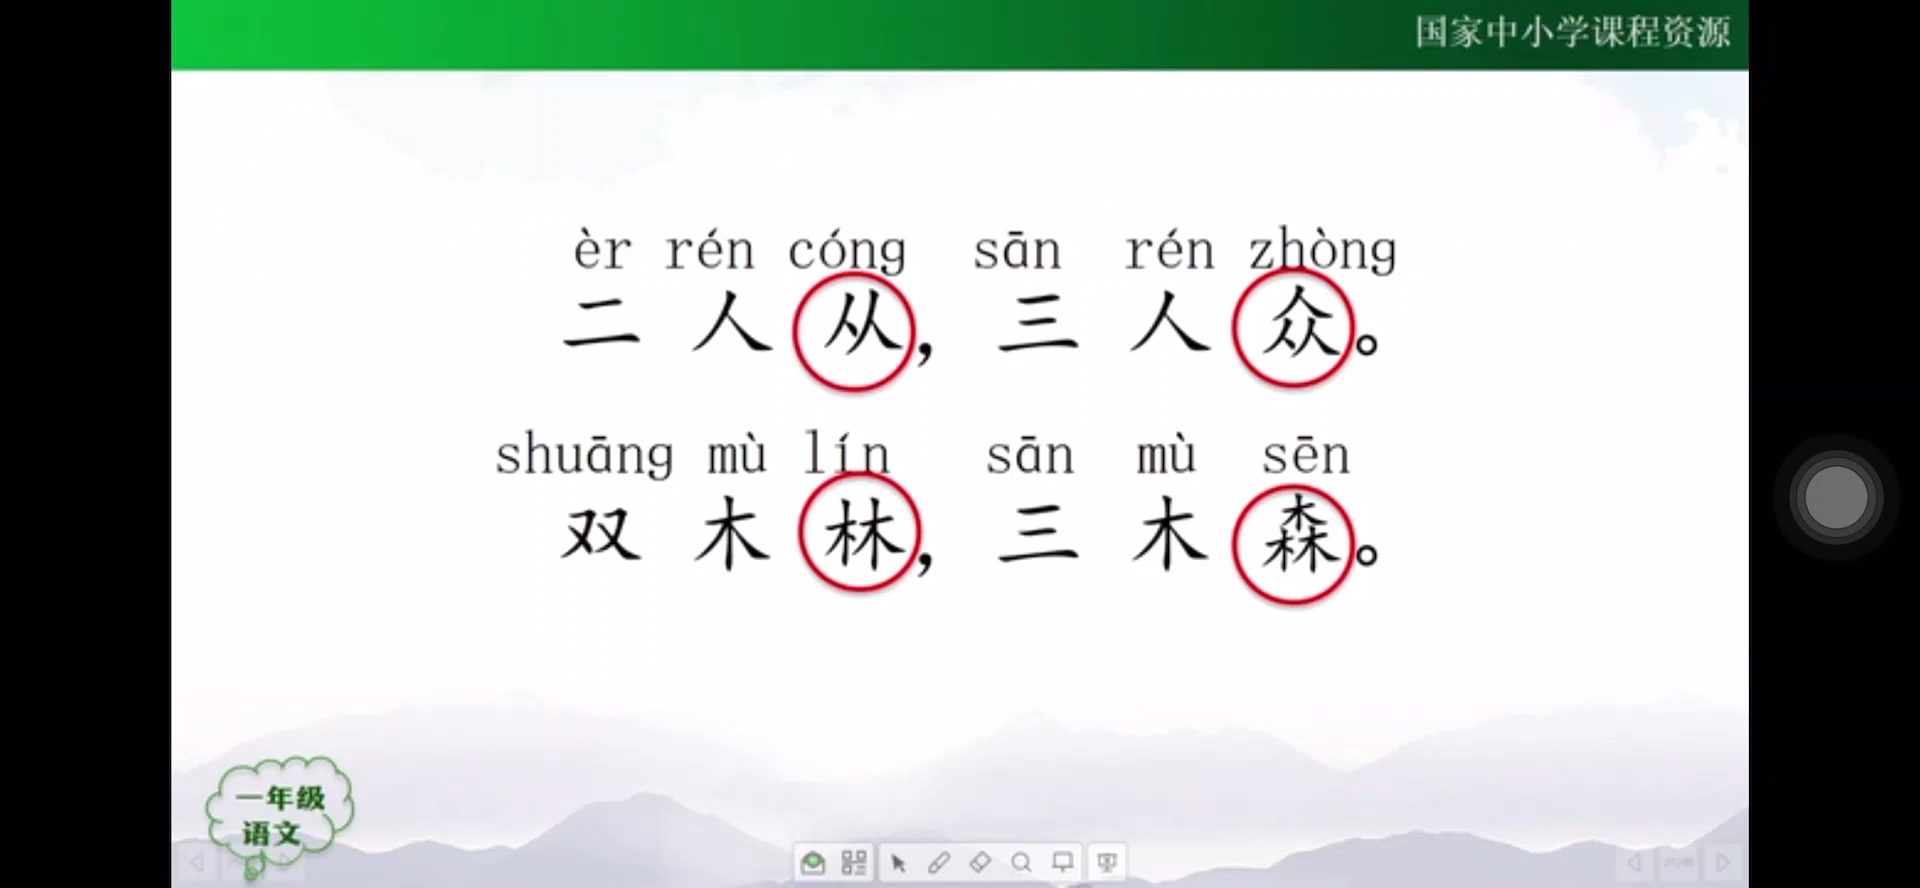 国家中小学课程资源
èr rén cóng sān rén zhòng
二人从，三人众。
shuāng mù lín sān mù sēn
双木林，三木森。
一年级
语文